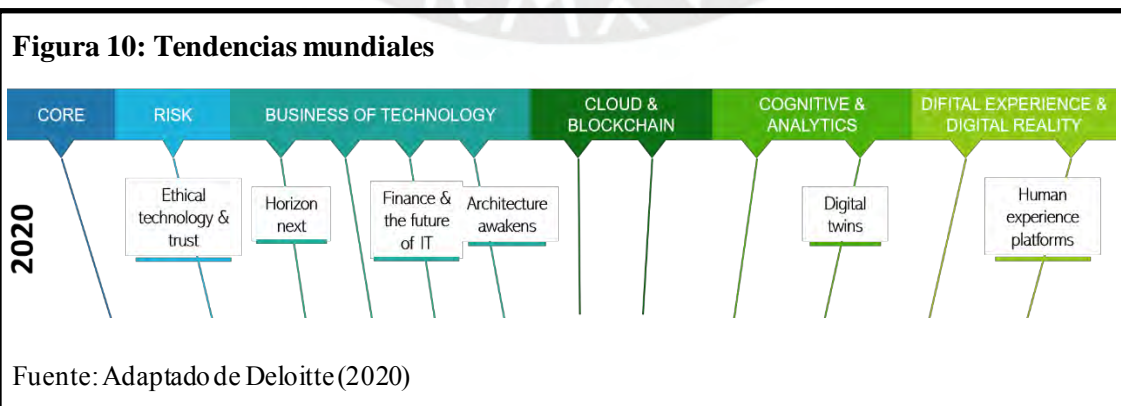 Figura 10: Tendencias mundiales
CORE
RISK
BUSINESS OF TECHNOLOGY
CLOUD &
BLOCKCHAIN
COGNITIVE &
ANALYTICS
DIFITAL EXPERIENCE &
DIGITAL REALITY
2020
Ethical
technology &
trust
Horizon
next
Finance &
the future
of IT
Architecture
awakens
Digital
twins
Human
experience
platforms
Fuente: Adaptado de Deloitte (2020)